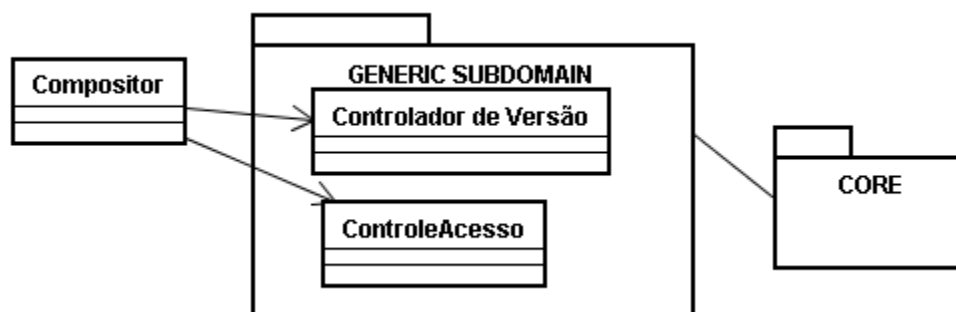 GENERIC SUBDOMAIN
Compositor
Controlador de Versão
CORE
ControleAcesso